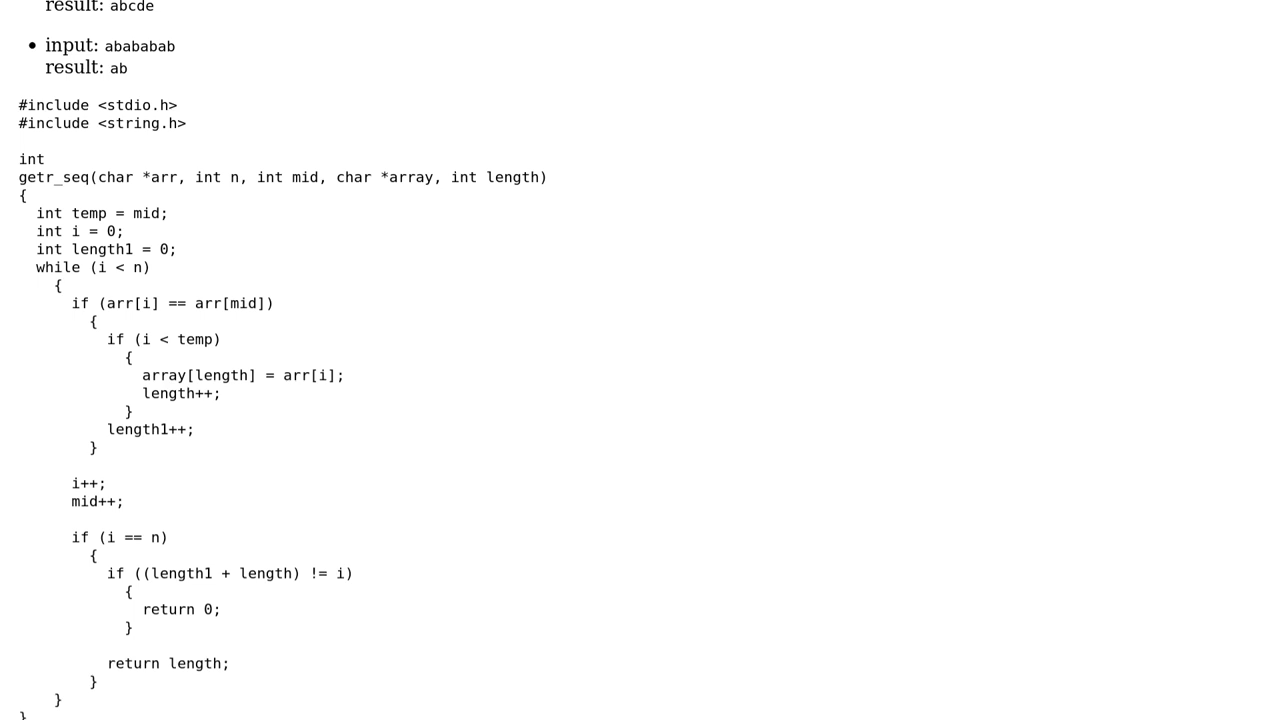 result: abcde
• input: abababab
result: ab
#include <stdio.h>
#include <string.h>
int
getr_seq(char *arr, int n, int mid, char *array, int length)
{
int temp = mid;
int i = 0;
int length1 = 0;
while (i < n)
{
if (arr[i] == arr[mid])
{
if (i < temp)
{
array[length] = arr[i];
length++;
}
length1++;
}
i++;
mid++;
if (i == n)
{
if ((length1 + length) != i)
{
return 0;
}
return length;
}
}
}